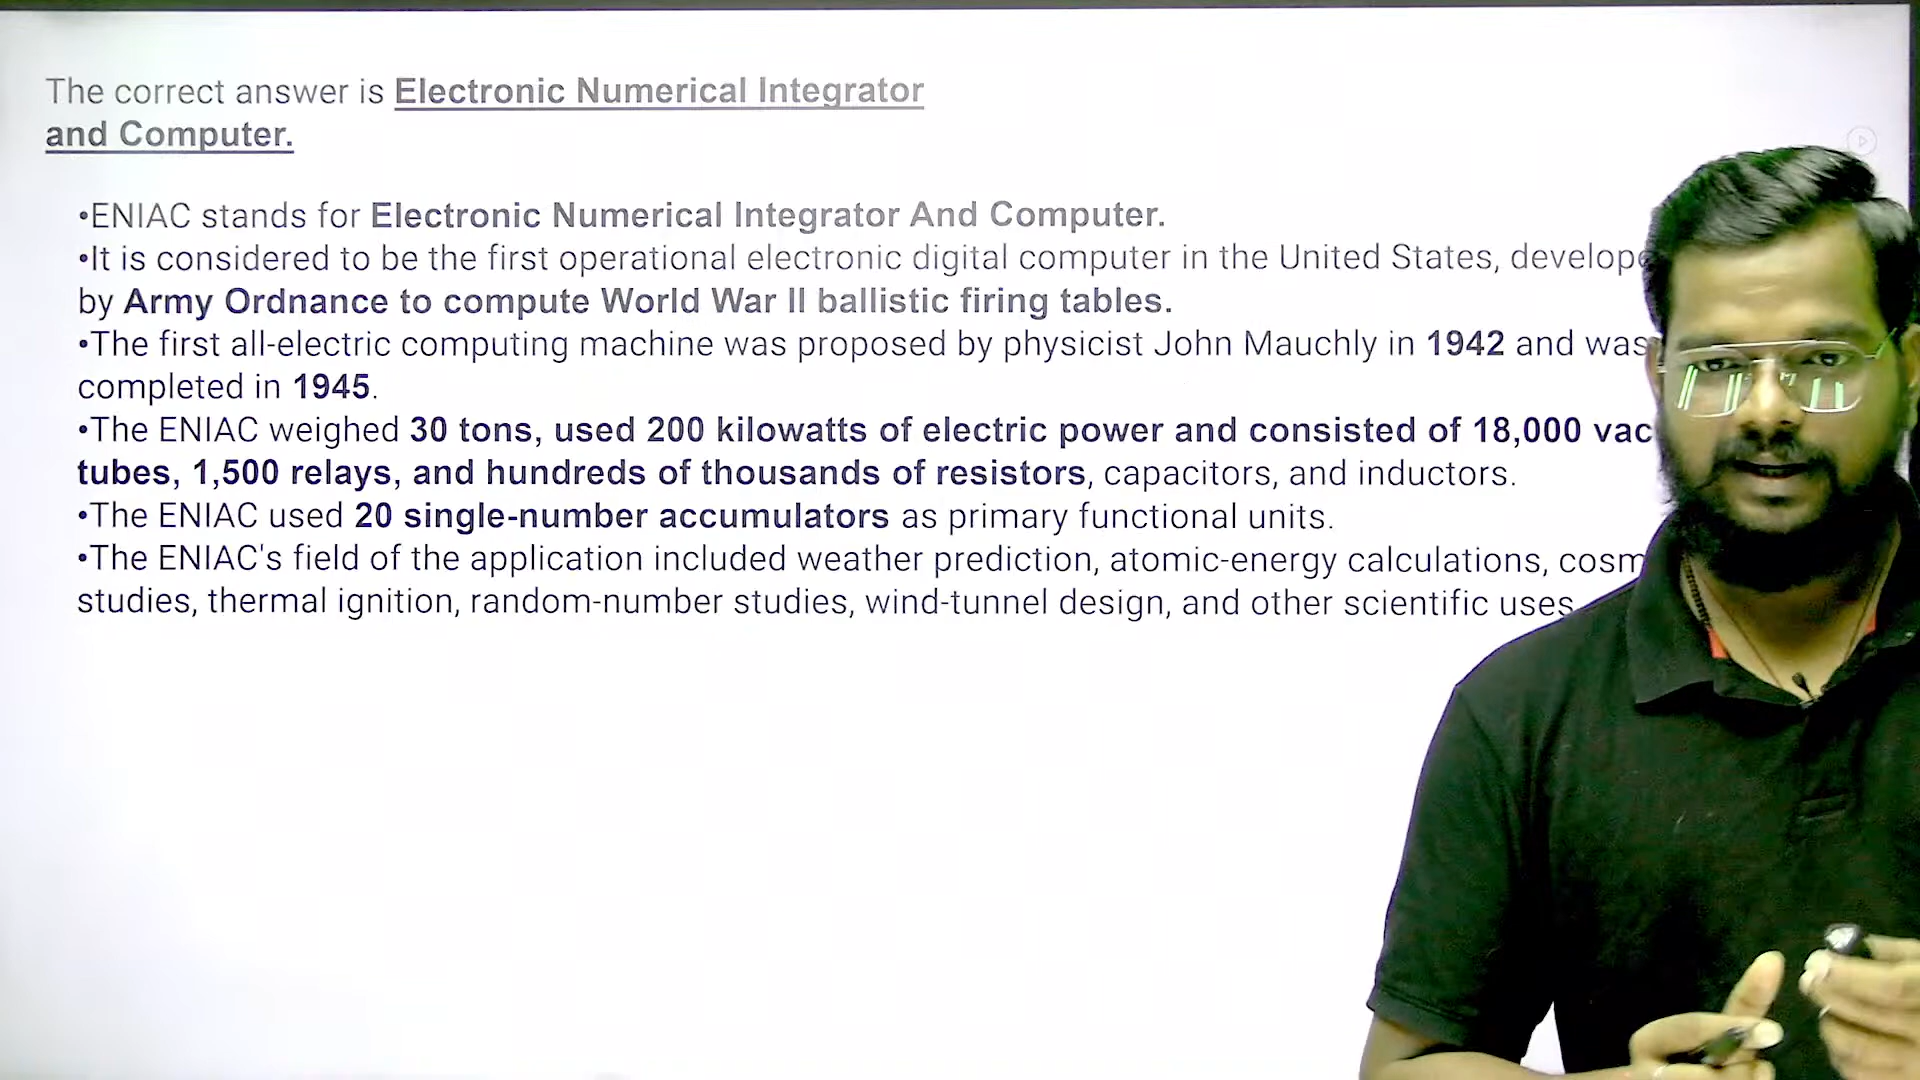 The correct answer is Electronic Numerical Integrator
and Computer.
•ENIAC stands for Electronic Numerical Integrator And Computer.
•It is considered to be the first operational electronic digital computer in the United States, develope
by Army Ordnance to compute World War II ballistic firing tables.
•The first all-electric computing machine was proposed by physicist John Mauchly in 1942 and was
completed in 1945.
•The ENIAC weighed 30 tons, used 200 kilowatts of electric power and consisted of 18,000 vac
tubes, 1,500 relays, and hundreds of thousands of resistors, capacitors, and inductors.
•The ENIAC used 20 single-number accumulators as primary functional units.
•The ENIAC's field of the application included weather prediction, atomic-energy calculations, cosm
studies, thermal ignition, random-number studies, wind-tunnel design, and other scientific uses